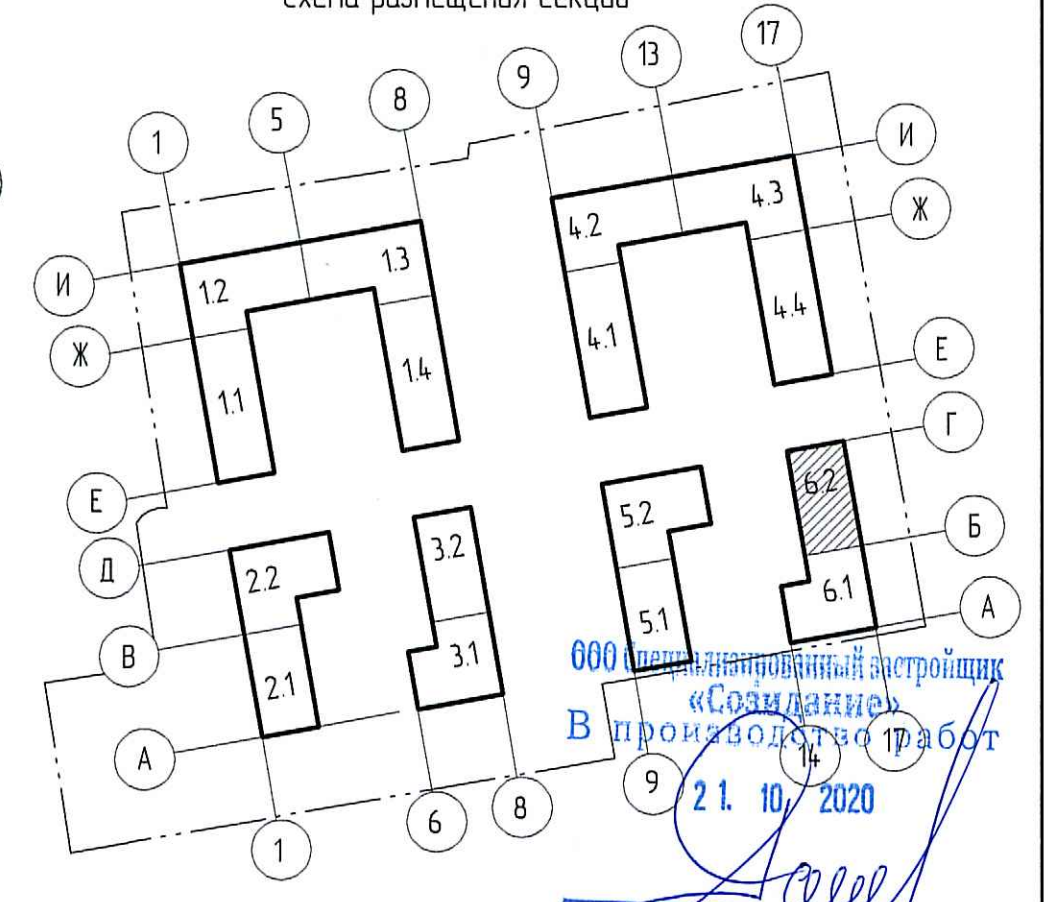 Схема размещения секций
17
13
9
8
5
1
И
Ж
И
Ж
4.2
4.3
1.2
1.3
4.1
4.4
1.1
1.4
Е
Г
Е
Д
5.2
6.2
Б
2.2
3.2
6.1
А
В
5.1
3.1
2.1
ООО Специализированный застройщик
«Созидание»
В производство работ
А
14
17
9
21. 10. 2020
6
8
1